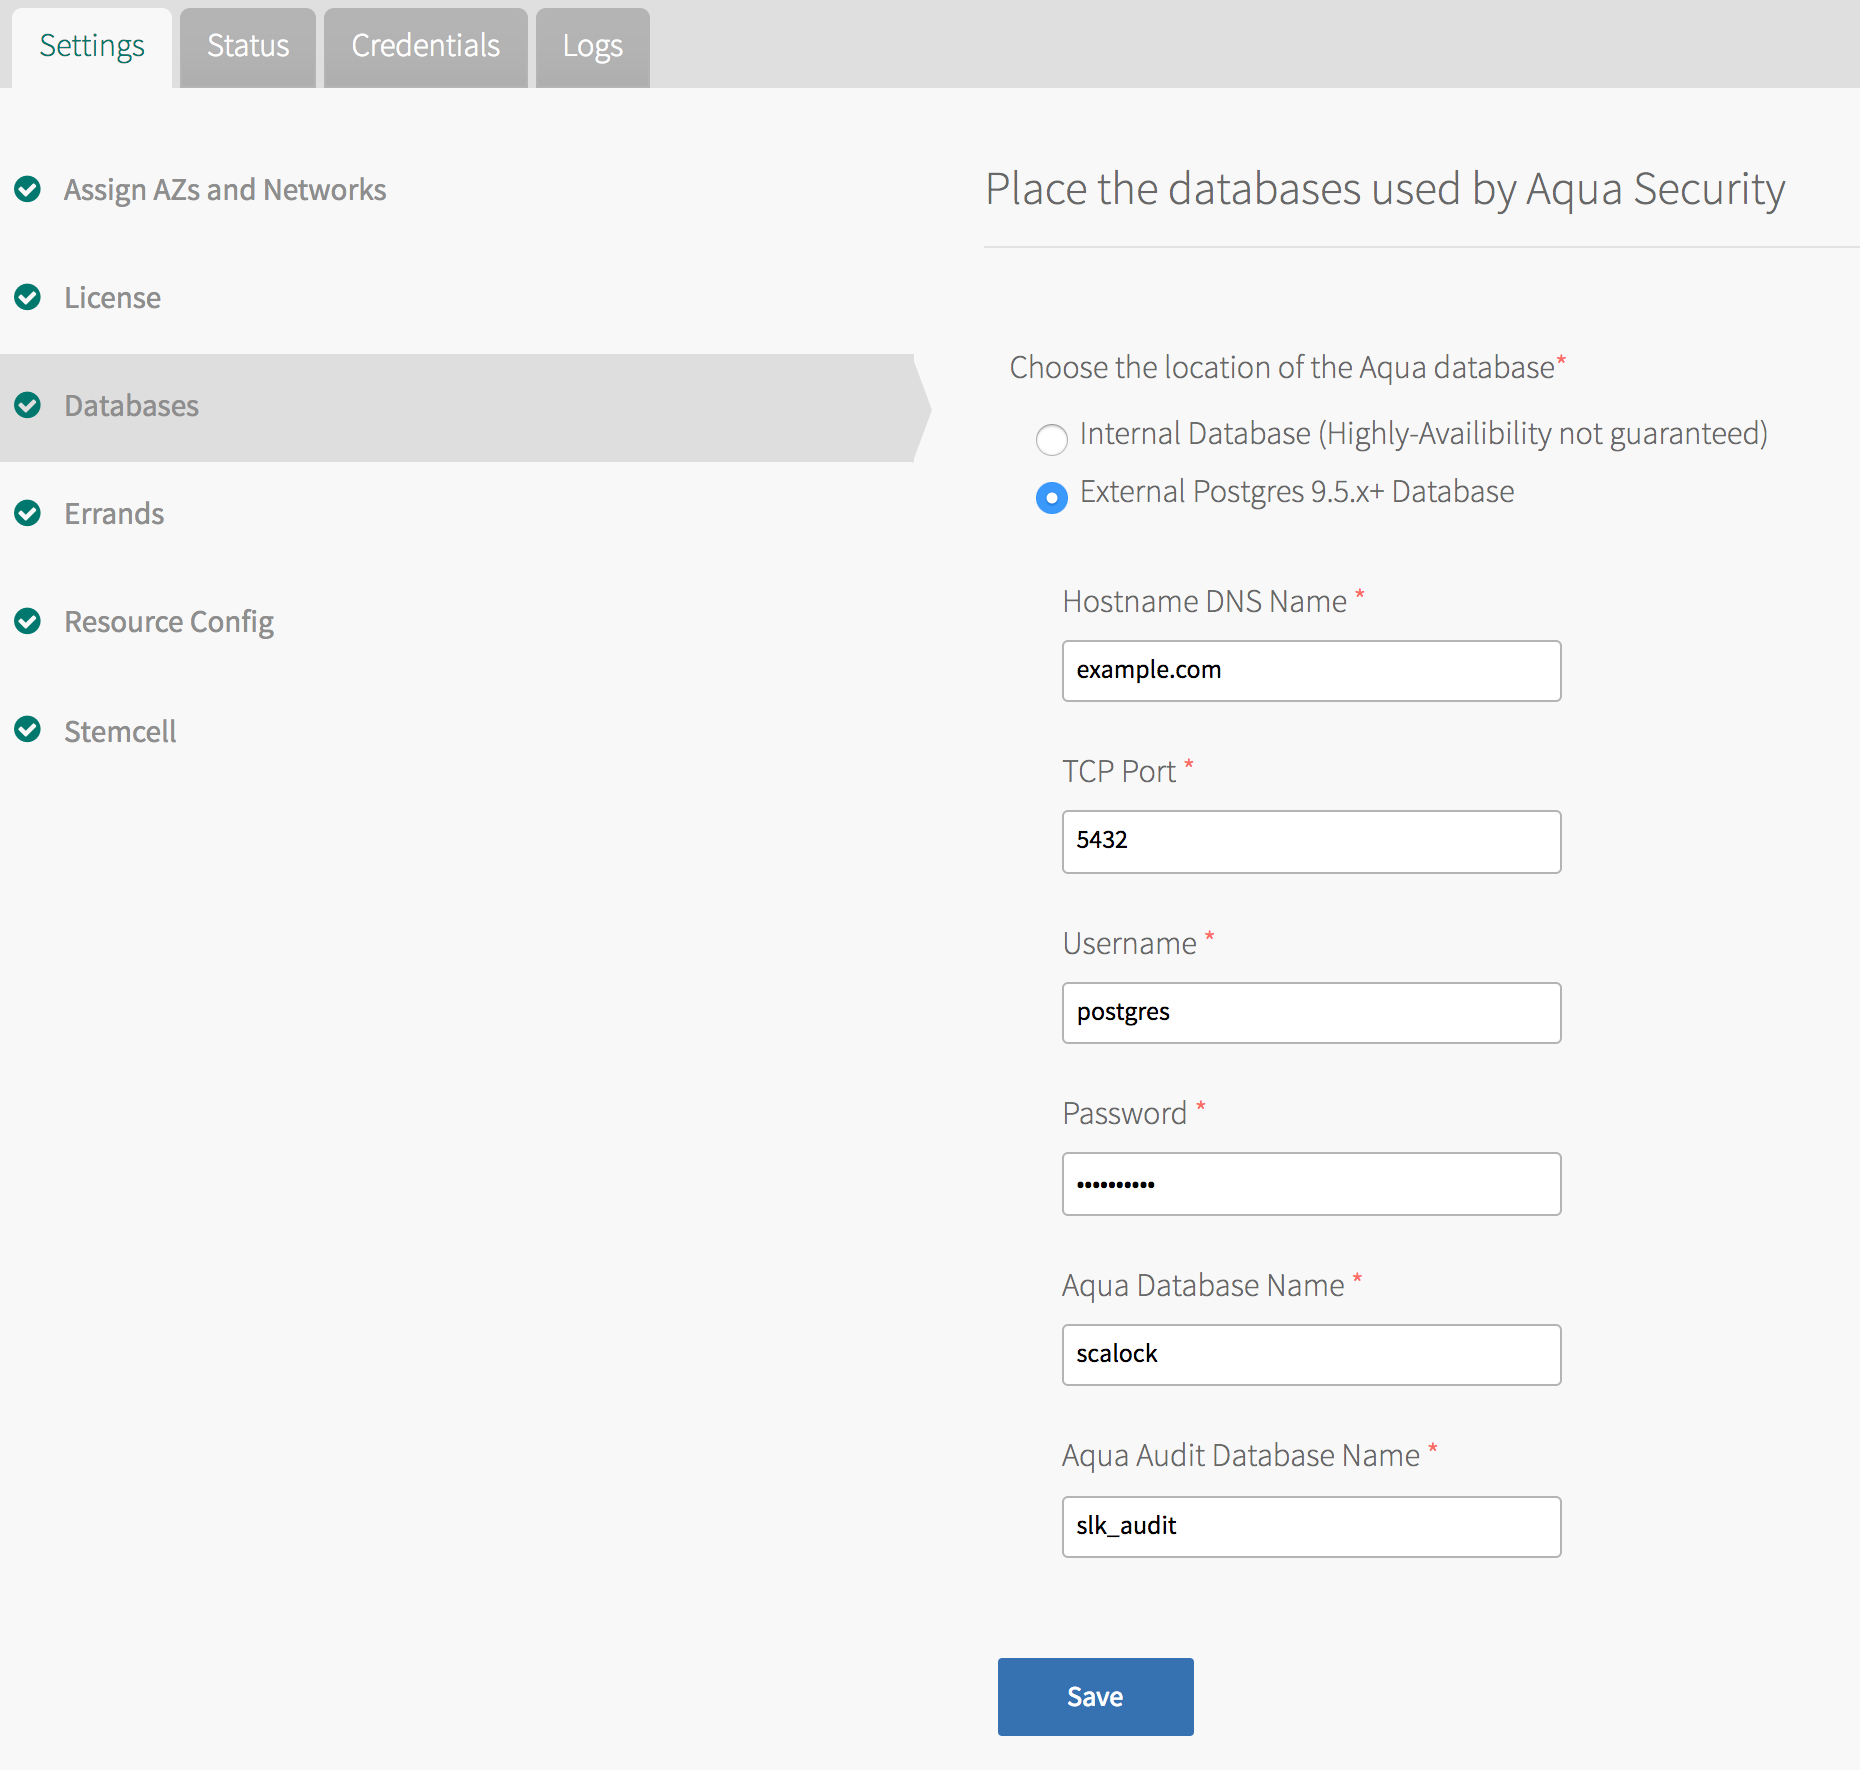 Settings
Status
Credentials
Logs
Assign AZs and Networks
License
Databases
Errands
Resource Config
Stemcell
Place the databases used by Aqua Security
Choose the location of the Aqua database*
Internal Database (Highly-Availibility not guaranteed)
External Postgres 9.5.x+ Database
Hostname DNS Name *
example.com
TCP Port *
5432
Username *
postgres
Password *
••••••••••
Aqua Database Name *
scalock
Aqua Audit Database Name *
slk_audit
Save